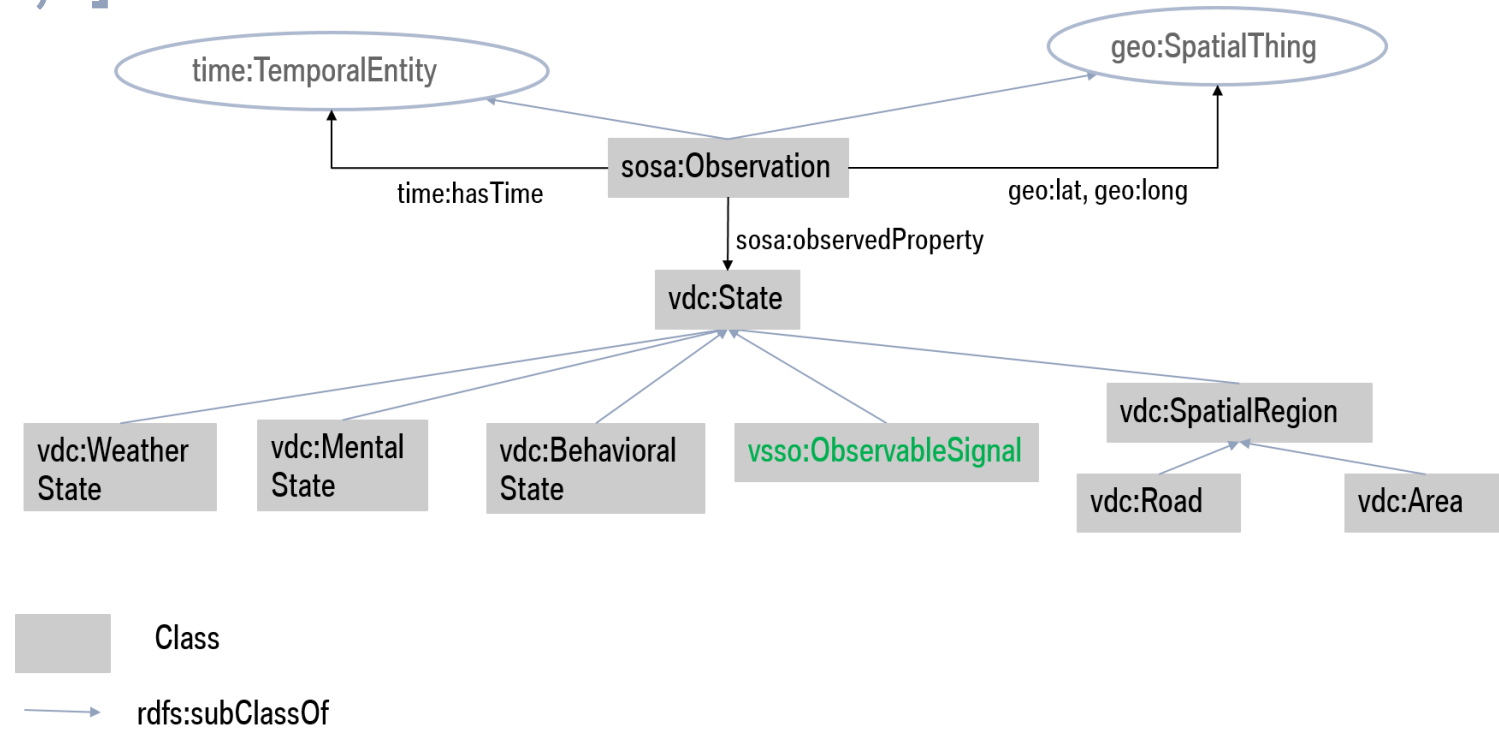 time:TemporalEntity
geo:SpatialThing
sosa:Observation
time:hasTime
geo:lat, geo:long
sosa:observedProperty
vdc:State
vdc:SpatialRegion
vdc:Weather
State
vdc:Mental
State
vdc:Behavioral
State
vsso:ObservableSignal
vdc:Road
vdc:Area
Class
rdfs:subClassOf